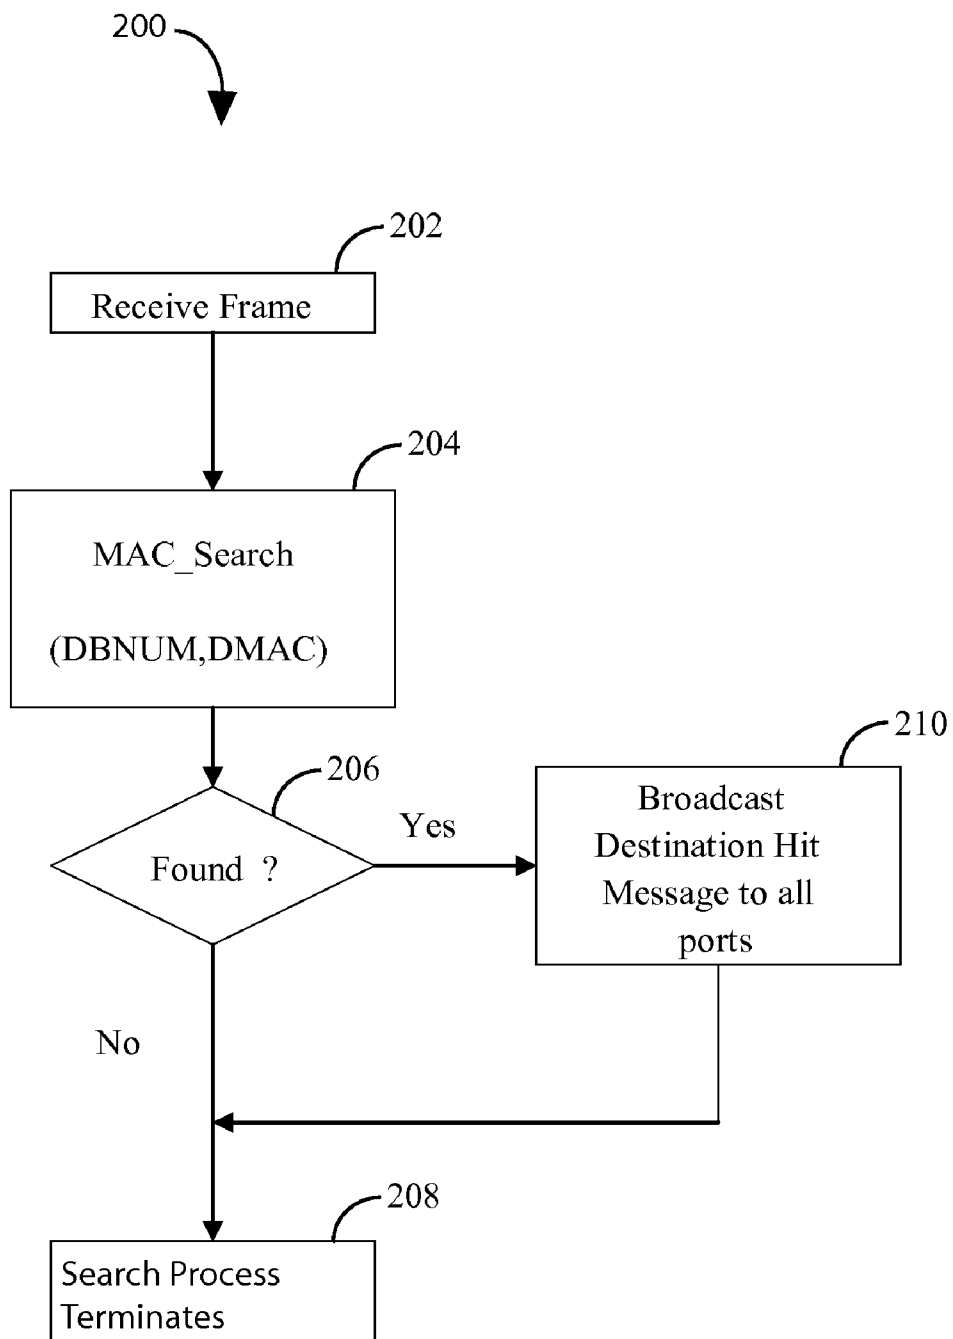 200
202
Receive Frame
204
MAC_Search
(DBNUM,DMAC)
206
Found ?
Yes
210
Broadcast
Destination Hit
Message to all
ports
No
208
Search Process
Terminates